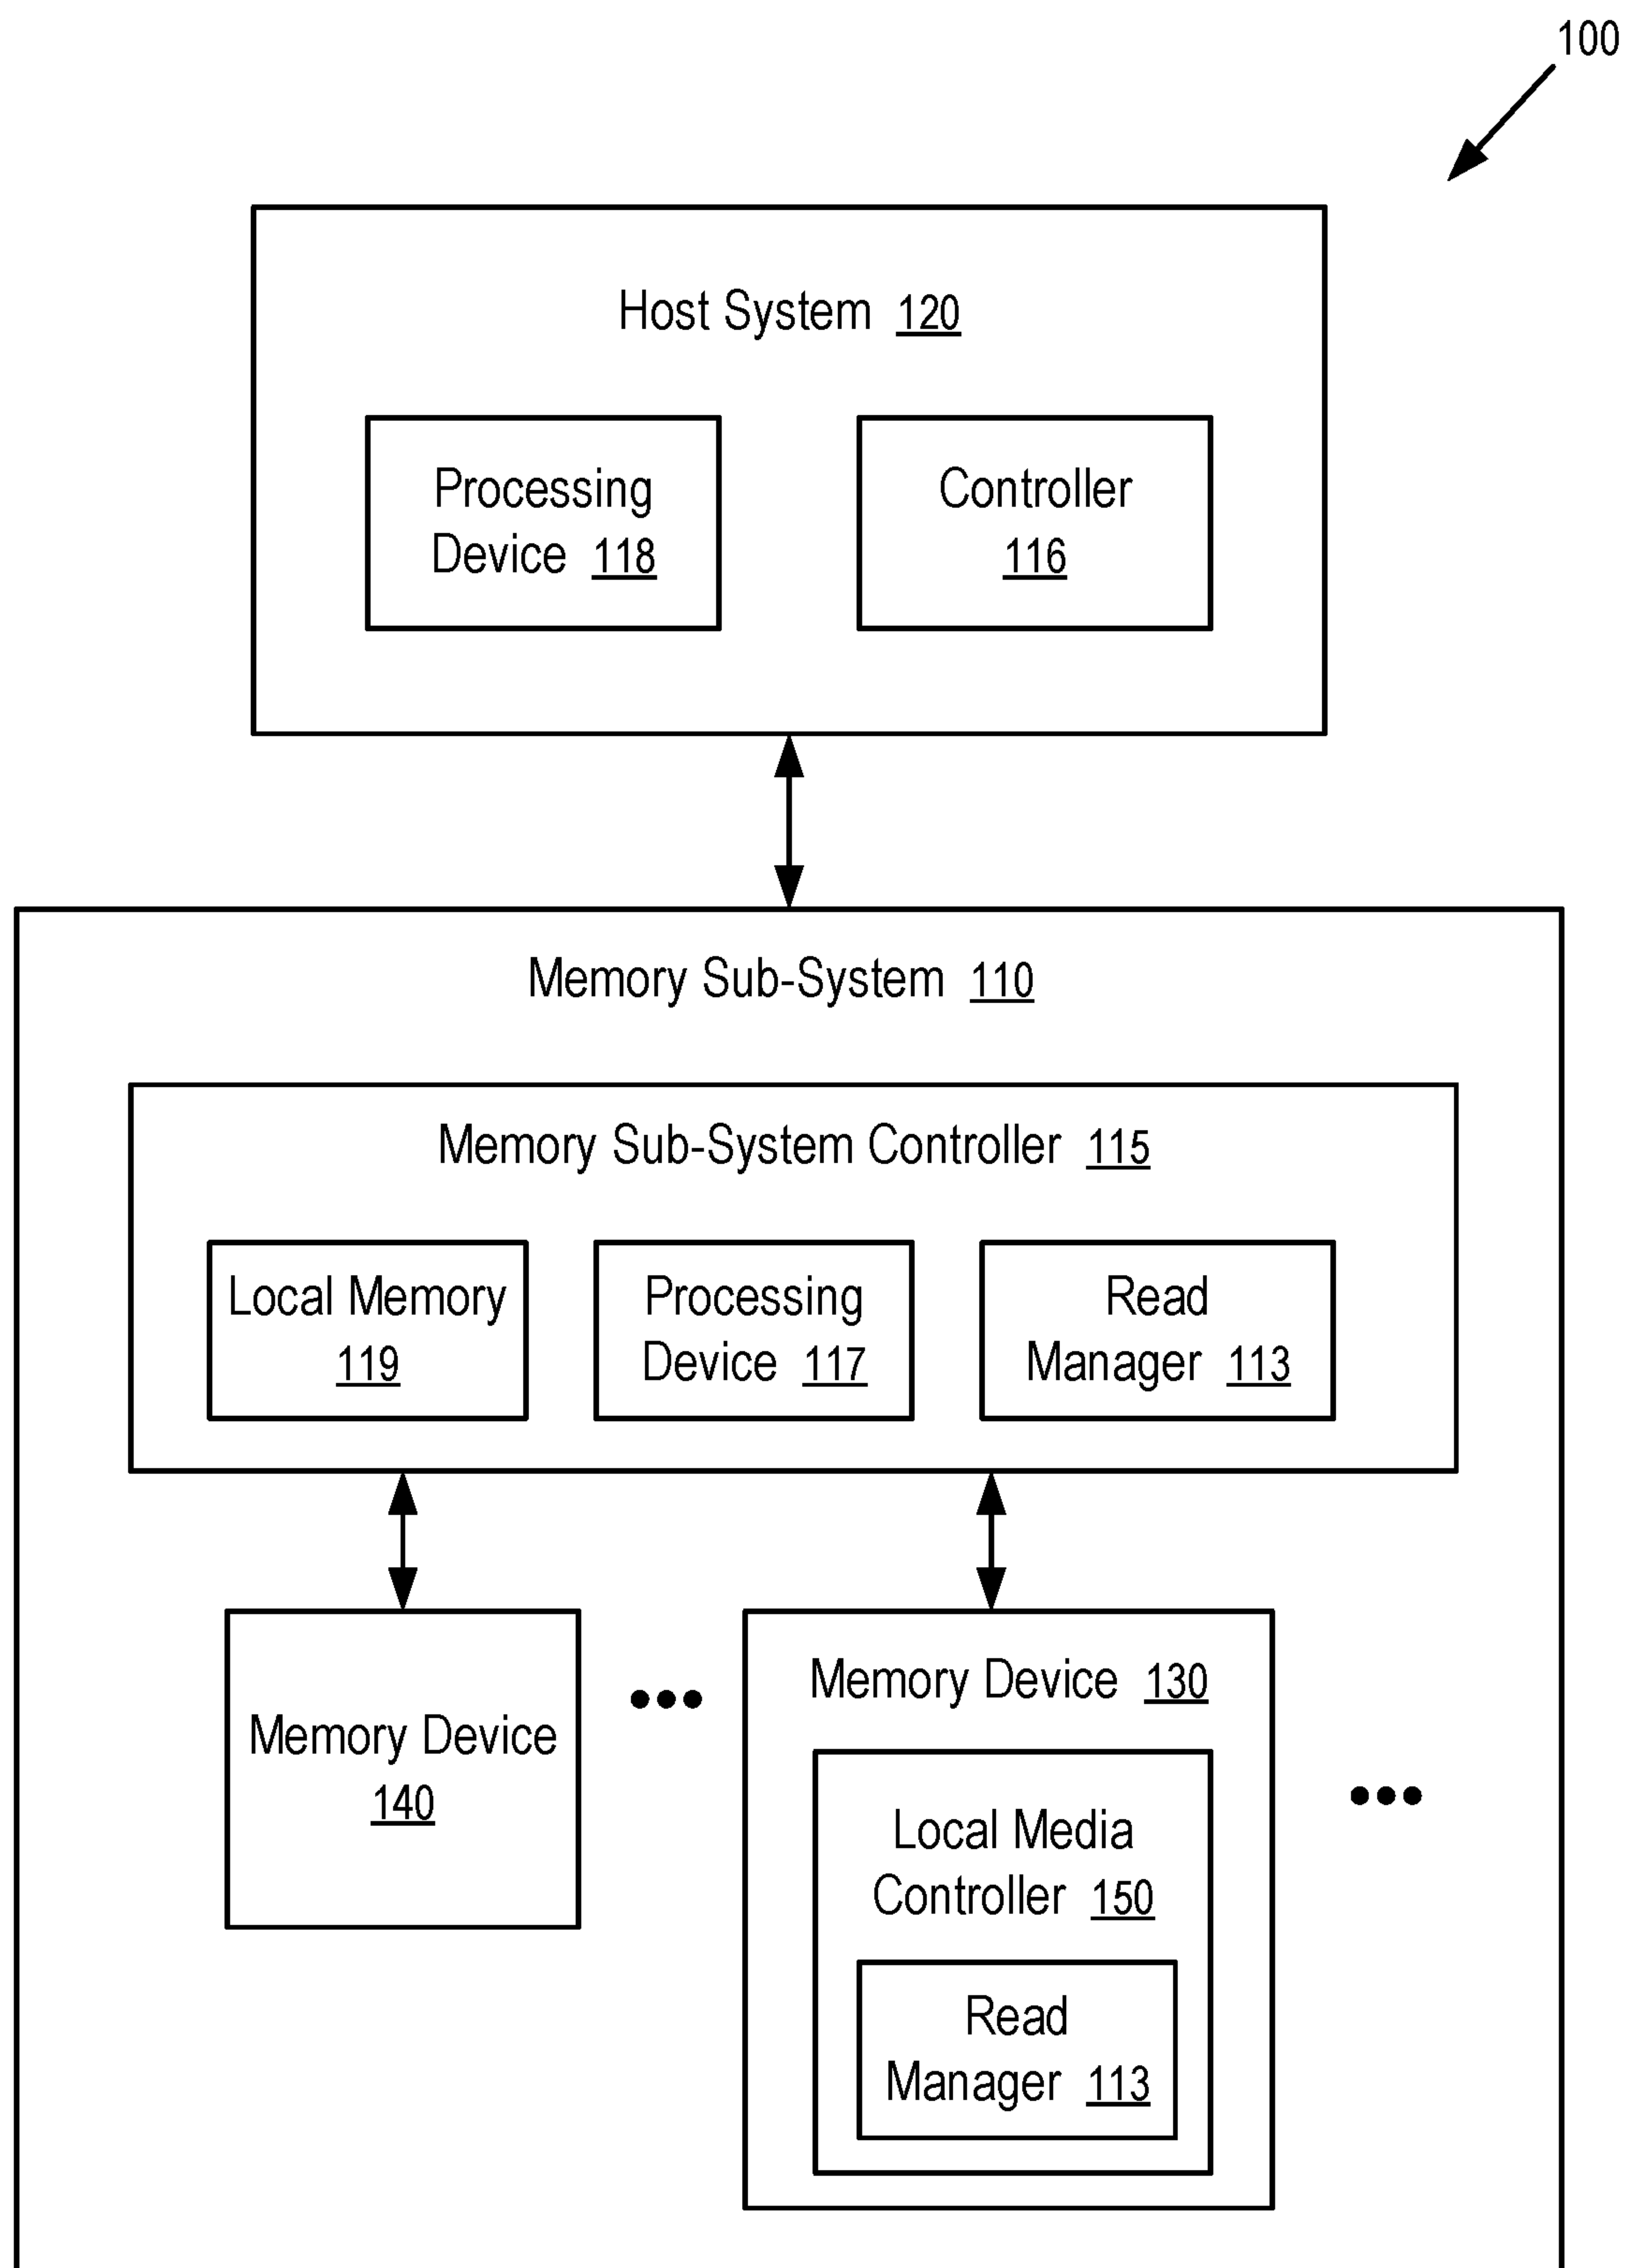 100
Host System 120
Processing
Device 118
Controller
116
Memory Sub-System 110
Memory Sub-System Controller 115
Local Memory
119
Processing
Device 117
Read
Manager 113
Memory Device
140
Memory Device 130
Local Media
Controller 150
Read
Manager 113